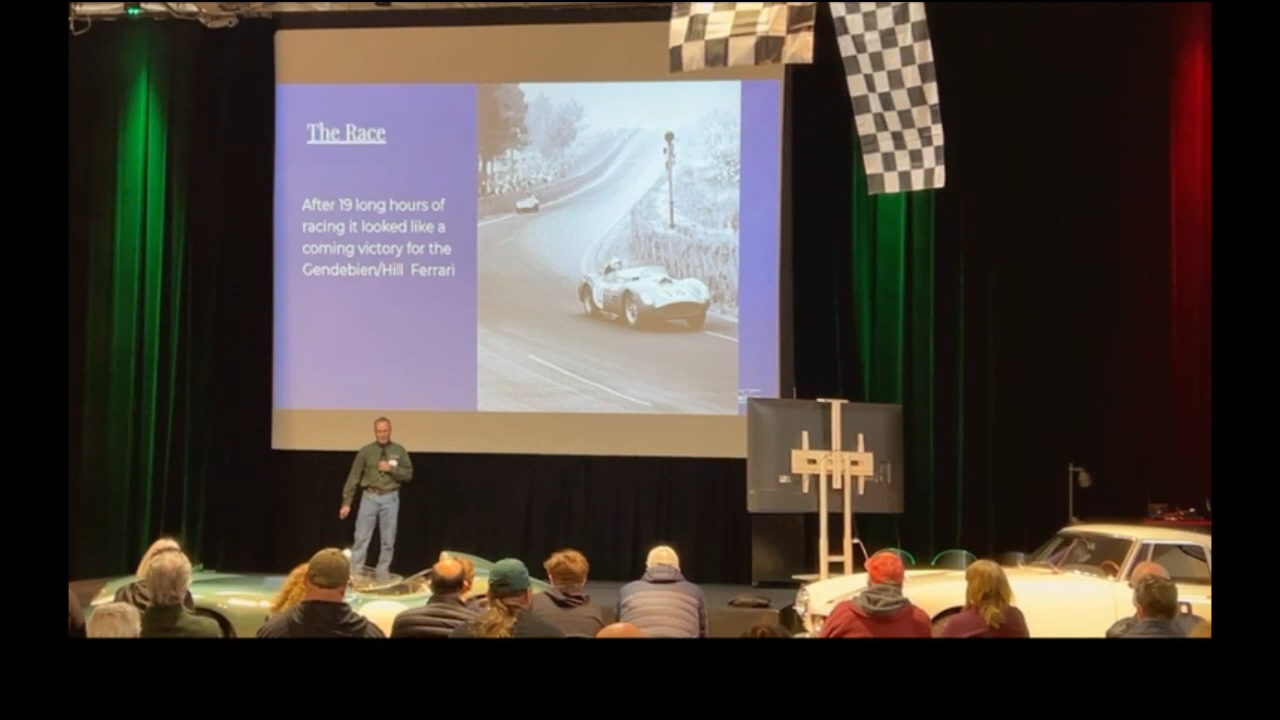 The Race
After 19 long hours of
racing it looked like a
coming victory for the
Gendebien/Hill Ferrari